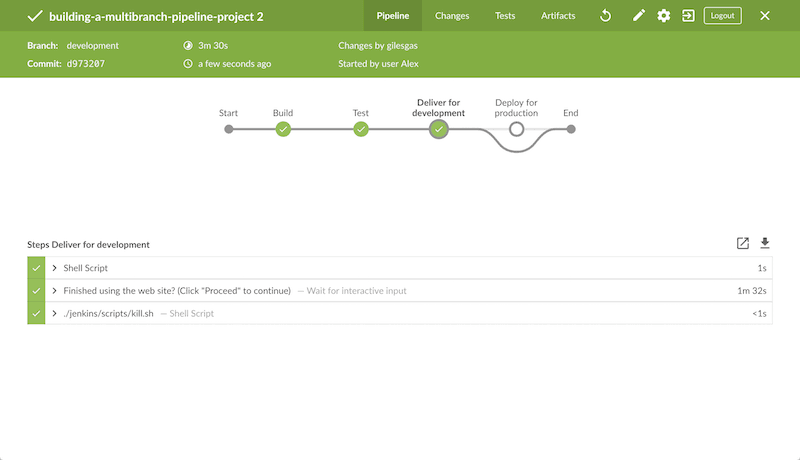 building-a-multibranch-pipeline-project 2
Pipeline Changes Tests Artifacts Logout
Branch: development 3m 30s Changes by gilesgas
Commit: d973207 a few seconds ago Started by user Alex
Start Build Test Deliver for development Deploy for production End
Steps Deliver for development
Shell Script 1s
Finished using the web site? (Click "Proceed" to continue) — Wait for interactive input 1m 32s
./jenkins/scripts/kill.sh — Shell Script <1s